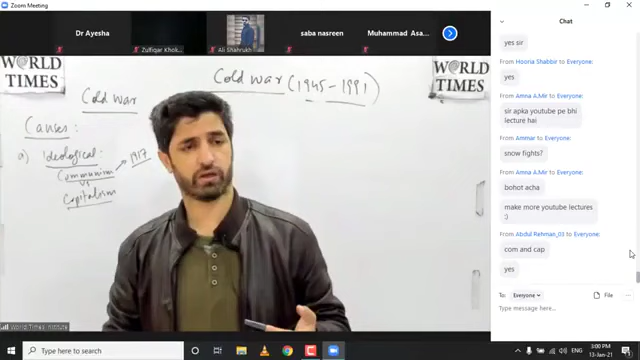 Zoom Meeting
Dr Ayesha
Zulfiqar Khok...
Ali Shahrukh
saba nasreen
Muhammad Asa...
W@RLD
TIMES
Cold war (1945-1991)
W@RLD
TIMES
Cold war
Causes:
a) Ideological:
Communism → 1917
vs
Capitalism
World Times Institute
Chat
yes sir
From Hooria Shabbir to Everyone:
yes
From Amna A.Mir to Everyone:
sir apka youtube pe bhi
lecture hai
From Ammar to Everyone:
snow fights?
From Amna A.Mir to Everyone:
bohot acha
make more youtube lectures
:)
From Abdul Rehman_03 to Everyone:
com and cap
yes
To: Everyone
File
...
Type message here...
Type here to search
3:00 PM
13-Jan-21